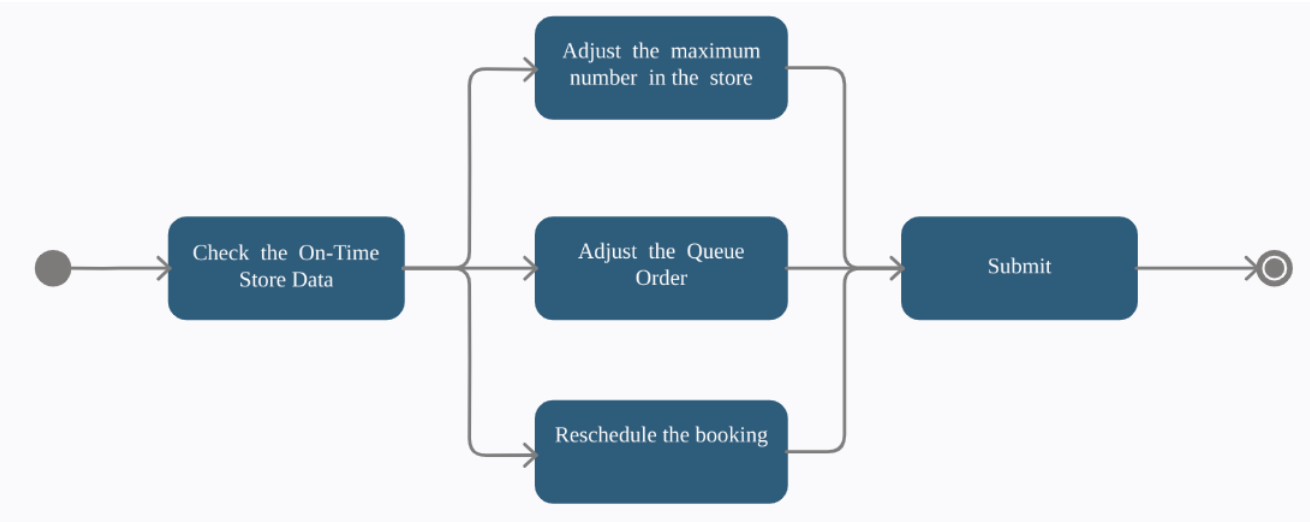 Adjust the maximum
number in the store
Check the On-Time
Store Data
Adjust the Queue
Order
Submit
Reschedule the booking